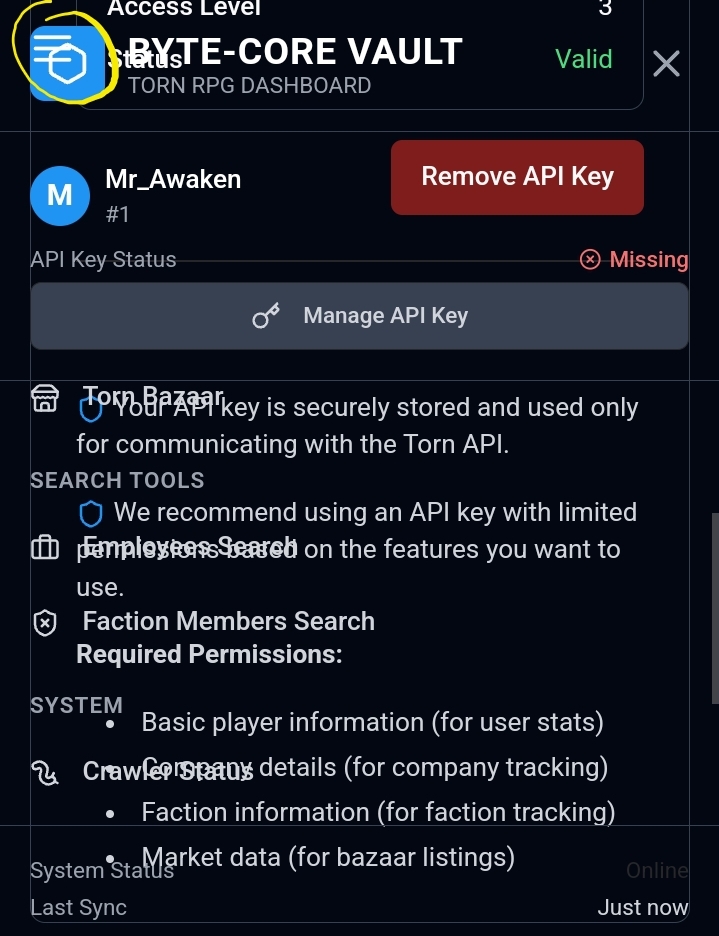 Access Level 3
BYTE-CORE VAULT
Status Valid
TORN RPG DASHBOARD
Mr_Awaken
Remove API Key
#1
API Key Status Missing
Manage API Key
Torn Bazaar
Your API key is securely stored and used only
for communicating with the Torn API.
SEARCH TOOLS
We recommend using an API key with limited
Employees Search
permissions based on the features you want to
use.
Faction Members Search
Required Permissions:
SYSTEM
Basic player information (for user stats)
Crawler Status
Company details (for company tracking)
Faction information (for faction tracking)
Market data (for bazaar listings)
System Status Online
Last Sync Just now
M